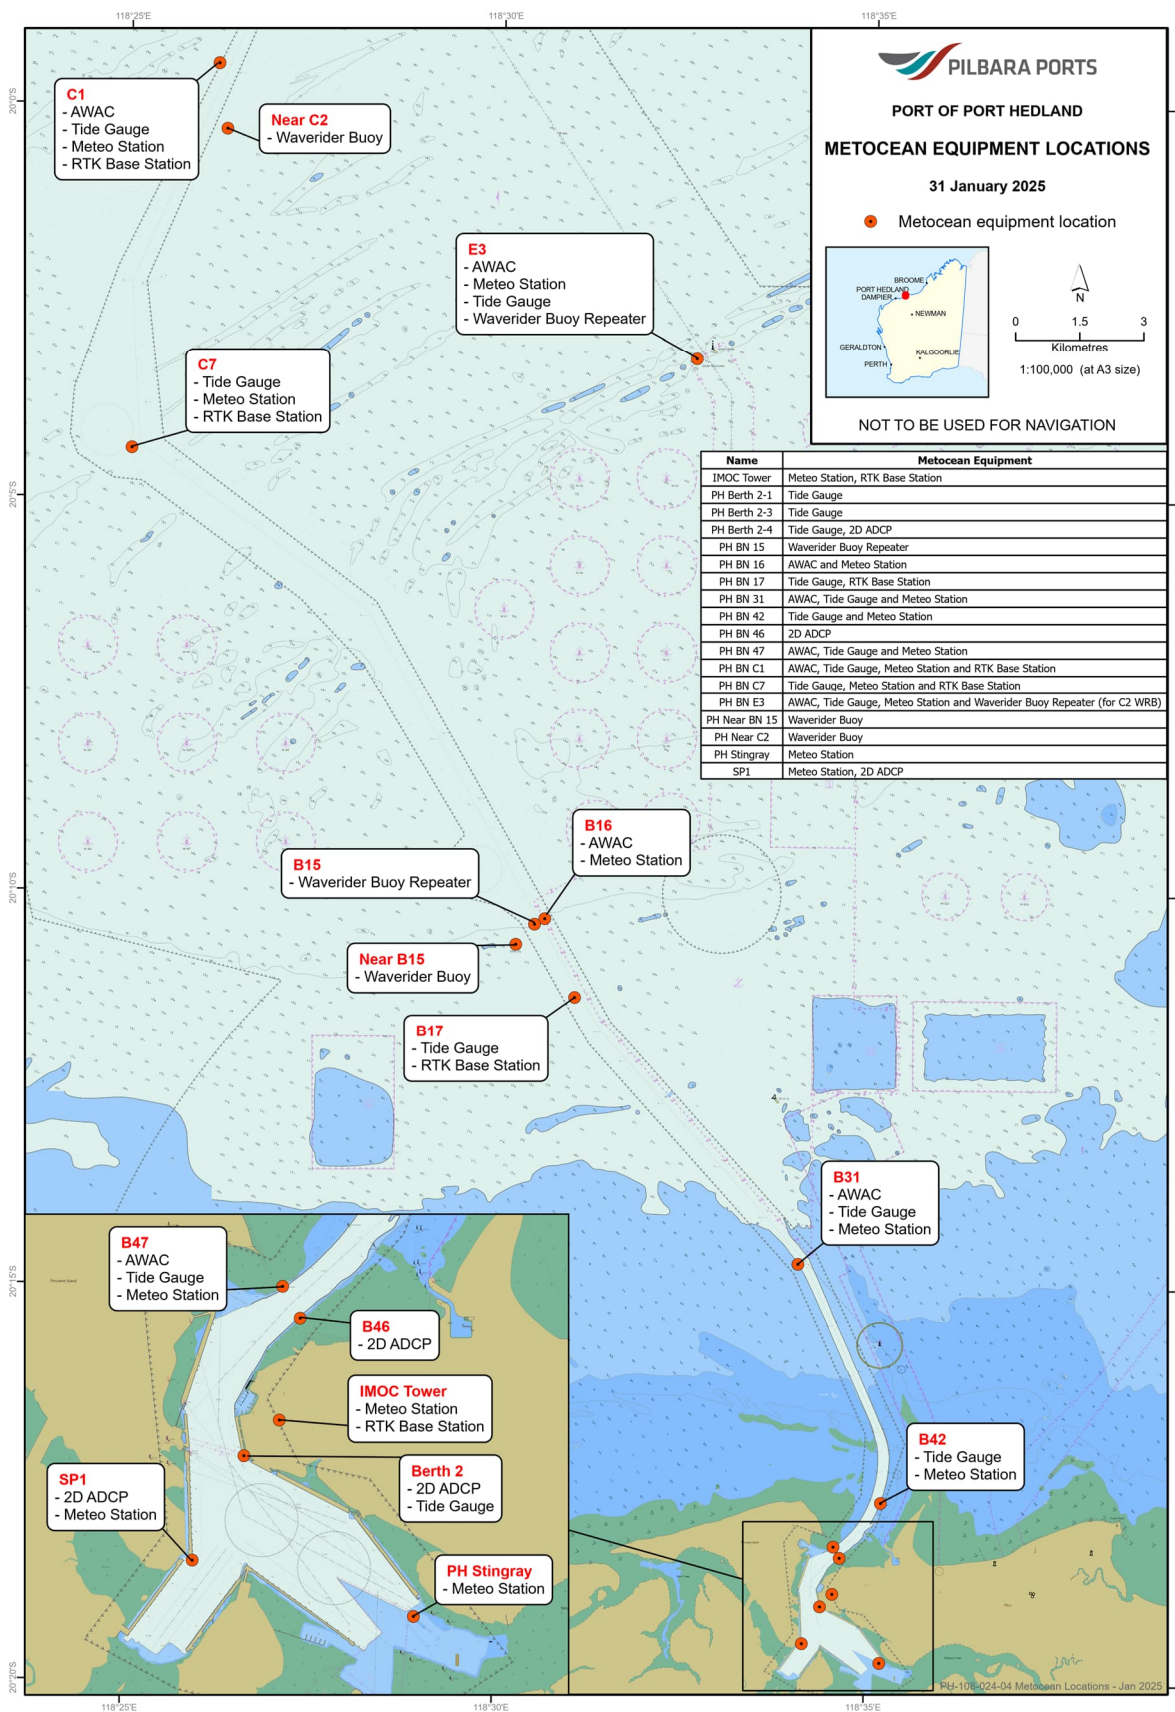 118°25'E
118°30'E
118°35'E
20°0'S
20°5'S
20°10'S
20°15'S
20°20'S
C1
- AWAC
- Tide Gauge
- Meteo Station
- RTK Base Station
Near C2
- Waverider Buoy
E3
- AWAC
- Meteo Station
- Tide Gauge
- Waverider Buoy Repeater
C7
- Tide Gauge
- Meteo Station
- RTK Base Station
PILBARA PORTS
PORT OF PORT HEDLAND
METOCEAN EQUIPMENT LOCATIONS
31 January 2025
Metocean equipment location
BROOME
PORT HEDLAND
DAMPIER
NEWMAN
GERALDTON
KALGOORLIE
PERTH
N
0 1.5 3
Kilometres
1:100,000 (at A3 size)
NOT TO BE USED FOR NAVIGATION
Name Metocean Equipment
IMOC Tower Meteo Station, RTK Base Station
PH Berth 2-1 Tide Gauge
PH Berth 2-3 Tide Gauge
PH Berth 2-4 Tide Gauge, 2D ADCP
PH BN 15 Waverider Buoy Repeater
PH BN 16 AWAC and Meteo Station
PH BN 17 Tide Gauge, RTK Base Station
PH BN 31 AWAC, Tide Gauge and Meteo Station
PH BN 42 Tide Gauge and Meteo Station
PH BN 46 2D ADCP
PH BN 47 AWAC, Tide Gauge and Meteo Station
PH BN C1 AWAC, Tide Gauge, Meteo Station and RTK Base Station
PH BN C7 Tide Gauge, Meteo Station and RTK Base Station
PH BN E3 AWAC, Tide Gauge, Meteo Station and Waverider Buoy Repeater (for C2 WRB)
PH Near BN 15 Waverider Buoy
PH Near C2 Waverider Buoy
PH Stingray Meteo Station
SP1 Meteo Station, 2D ADCP
B16
- AWAC
- Meteo Station
B15
- Waverider Buoy Repeater
Near B15
- Waverider Buoy
B17
- Tide Gauge
- RTK Base Station
B31
- AWAC
- Tide Gauge
- Meteo Station
B47
- AWAC
- Tide Gauge
- Meteo Station
B46
- 2D ADCP
IMOC Tower
- Meteo Station
- RTK Base Station
B42
- Tide Gauge
- Meteo Station
Berth 2
- 2D ADCP
- Tide Gauge
SP1
- 2D ADCP
- Meteo Station
PH Stingray
- Meteo Station
PH-108-024-04 Metocean Locations - Jan 2025
118°25'E
118°30'E
118°35'E